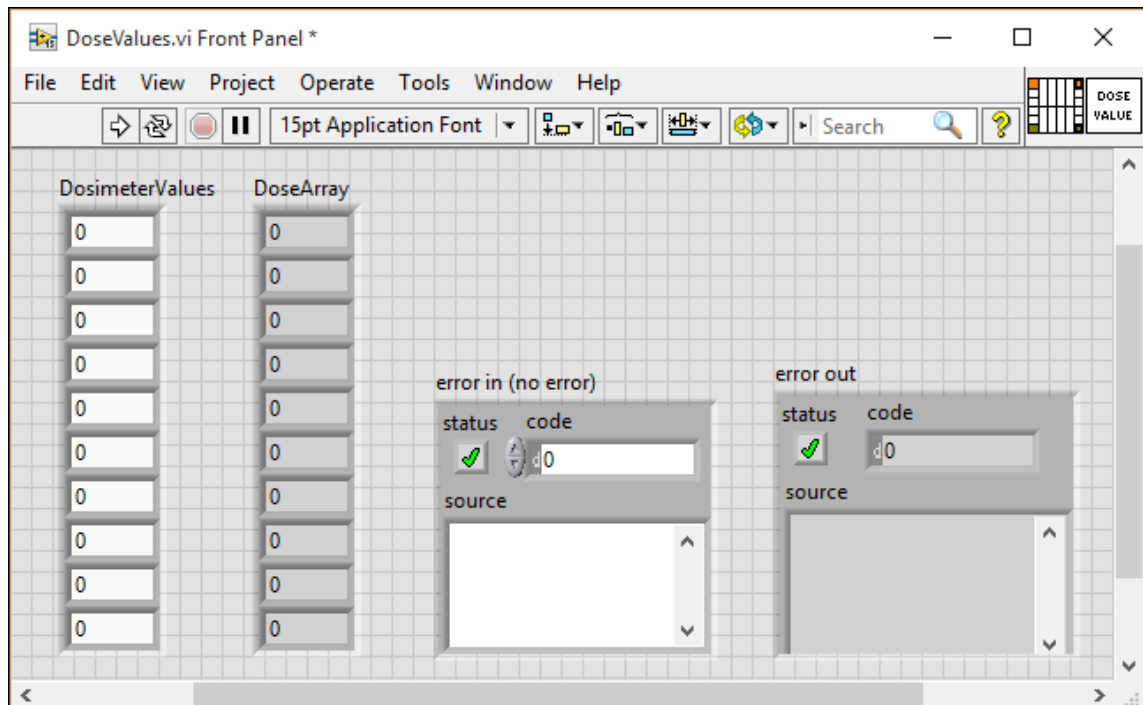 DoseValues.vi Front Panel *
File Edit View Project Operate Tools Window Help
15pt Application Font Search ?
DOSE
VALUE
DosimeterValues DoseArray
0 0
0 0
0 0
0 0
error in (no error) error out
0 0
status code status code
0 0 d0 d0
source source
0 0
0 0
0 0
0 0